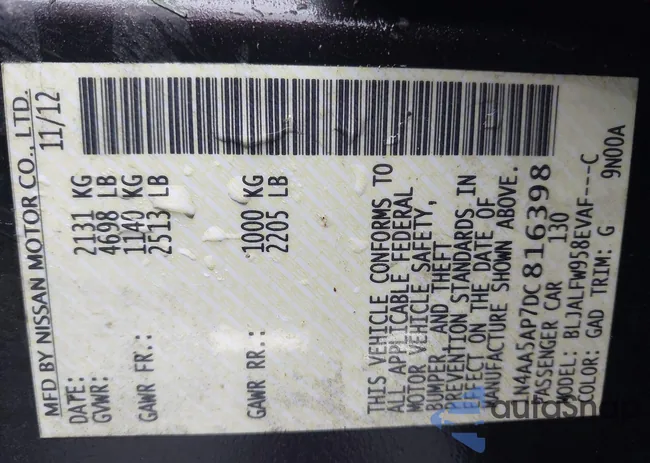 MFD BY NISSAN MOTOR CO., LTD.
DATE: 11/12
GVWR: 2131 KG
4698 LB
GAWR FR.: 1140 KG
2513 LB
GAWR RR.: 1000 KG
2205 LB
THIS VEHICLE CONFORMS TO
ALL APPLICABLE FEDERAL
MOTOR VEHICLE SAFETY,
BUMPER, AND THEFT
PREVENTION STANDARDS IN
EFFECT ON THE DATE OF
MANUFACTURE SHOWN ABOVE.
1N4AA5AP7DC816398
PASSENGER CAR 130
MODEL: BLJALFW958EVAF----C
COLOR: GAD TRIM: G 9N00A
autoSnap